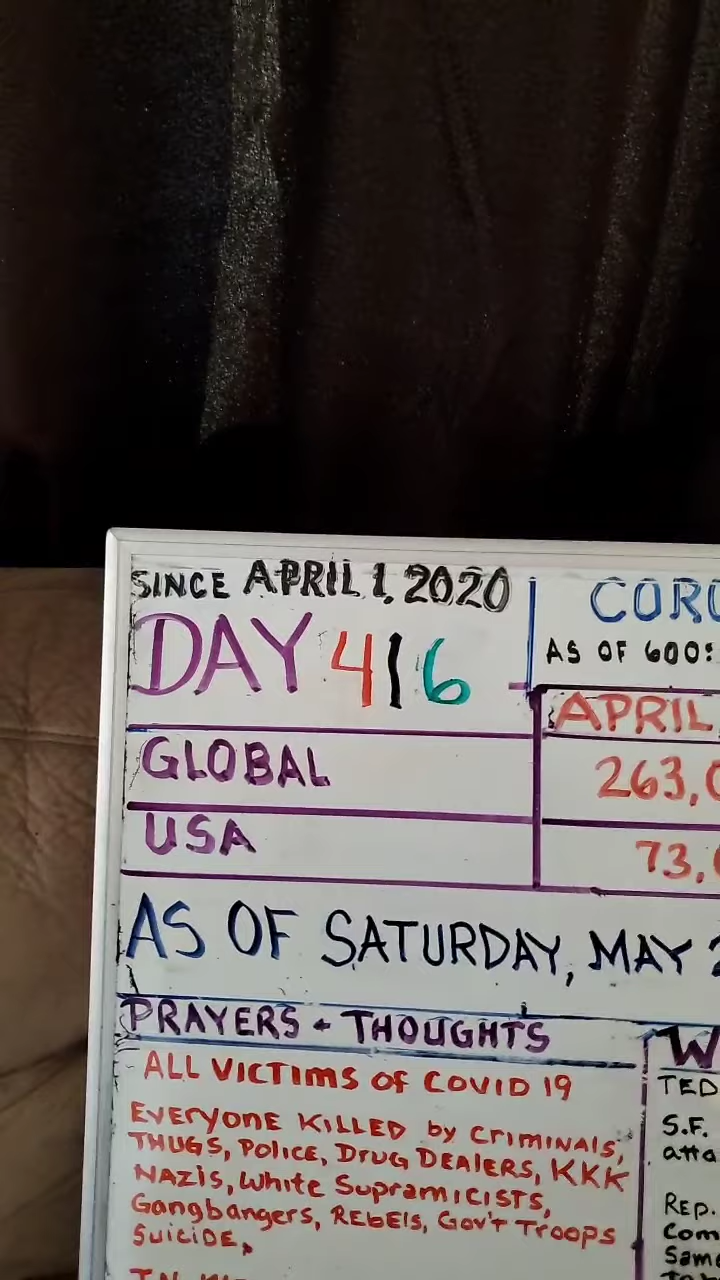 SINCE APRIL 1, 2020
DAY 416
CORO
AS OF 600:
APRIL
GLOBAL
263,0
USA
73,
AS OF SATURDAY, MAY 2
PRAYERS + THOUGHTS
ALL VICTIMS OF COVID 19
EVERYONE KILLED by CRIMINALS,
THUGS, POLICE, DRUG DEALERS, KKK
NAZIS, White SupRAMICISTS,
Gangbangers, REBEls, Gov't Troops
SUICIDE,
W
TED
S.F.
atta
REP.
Com
Sam